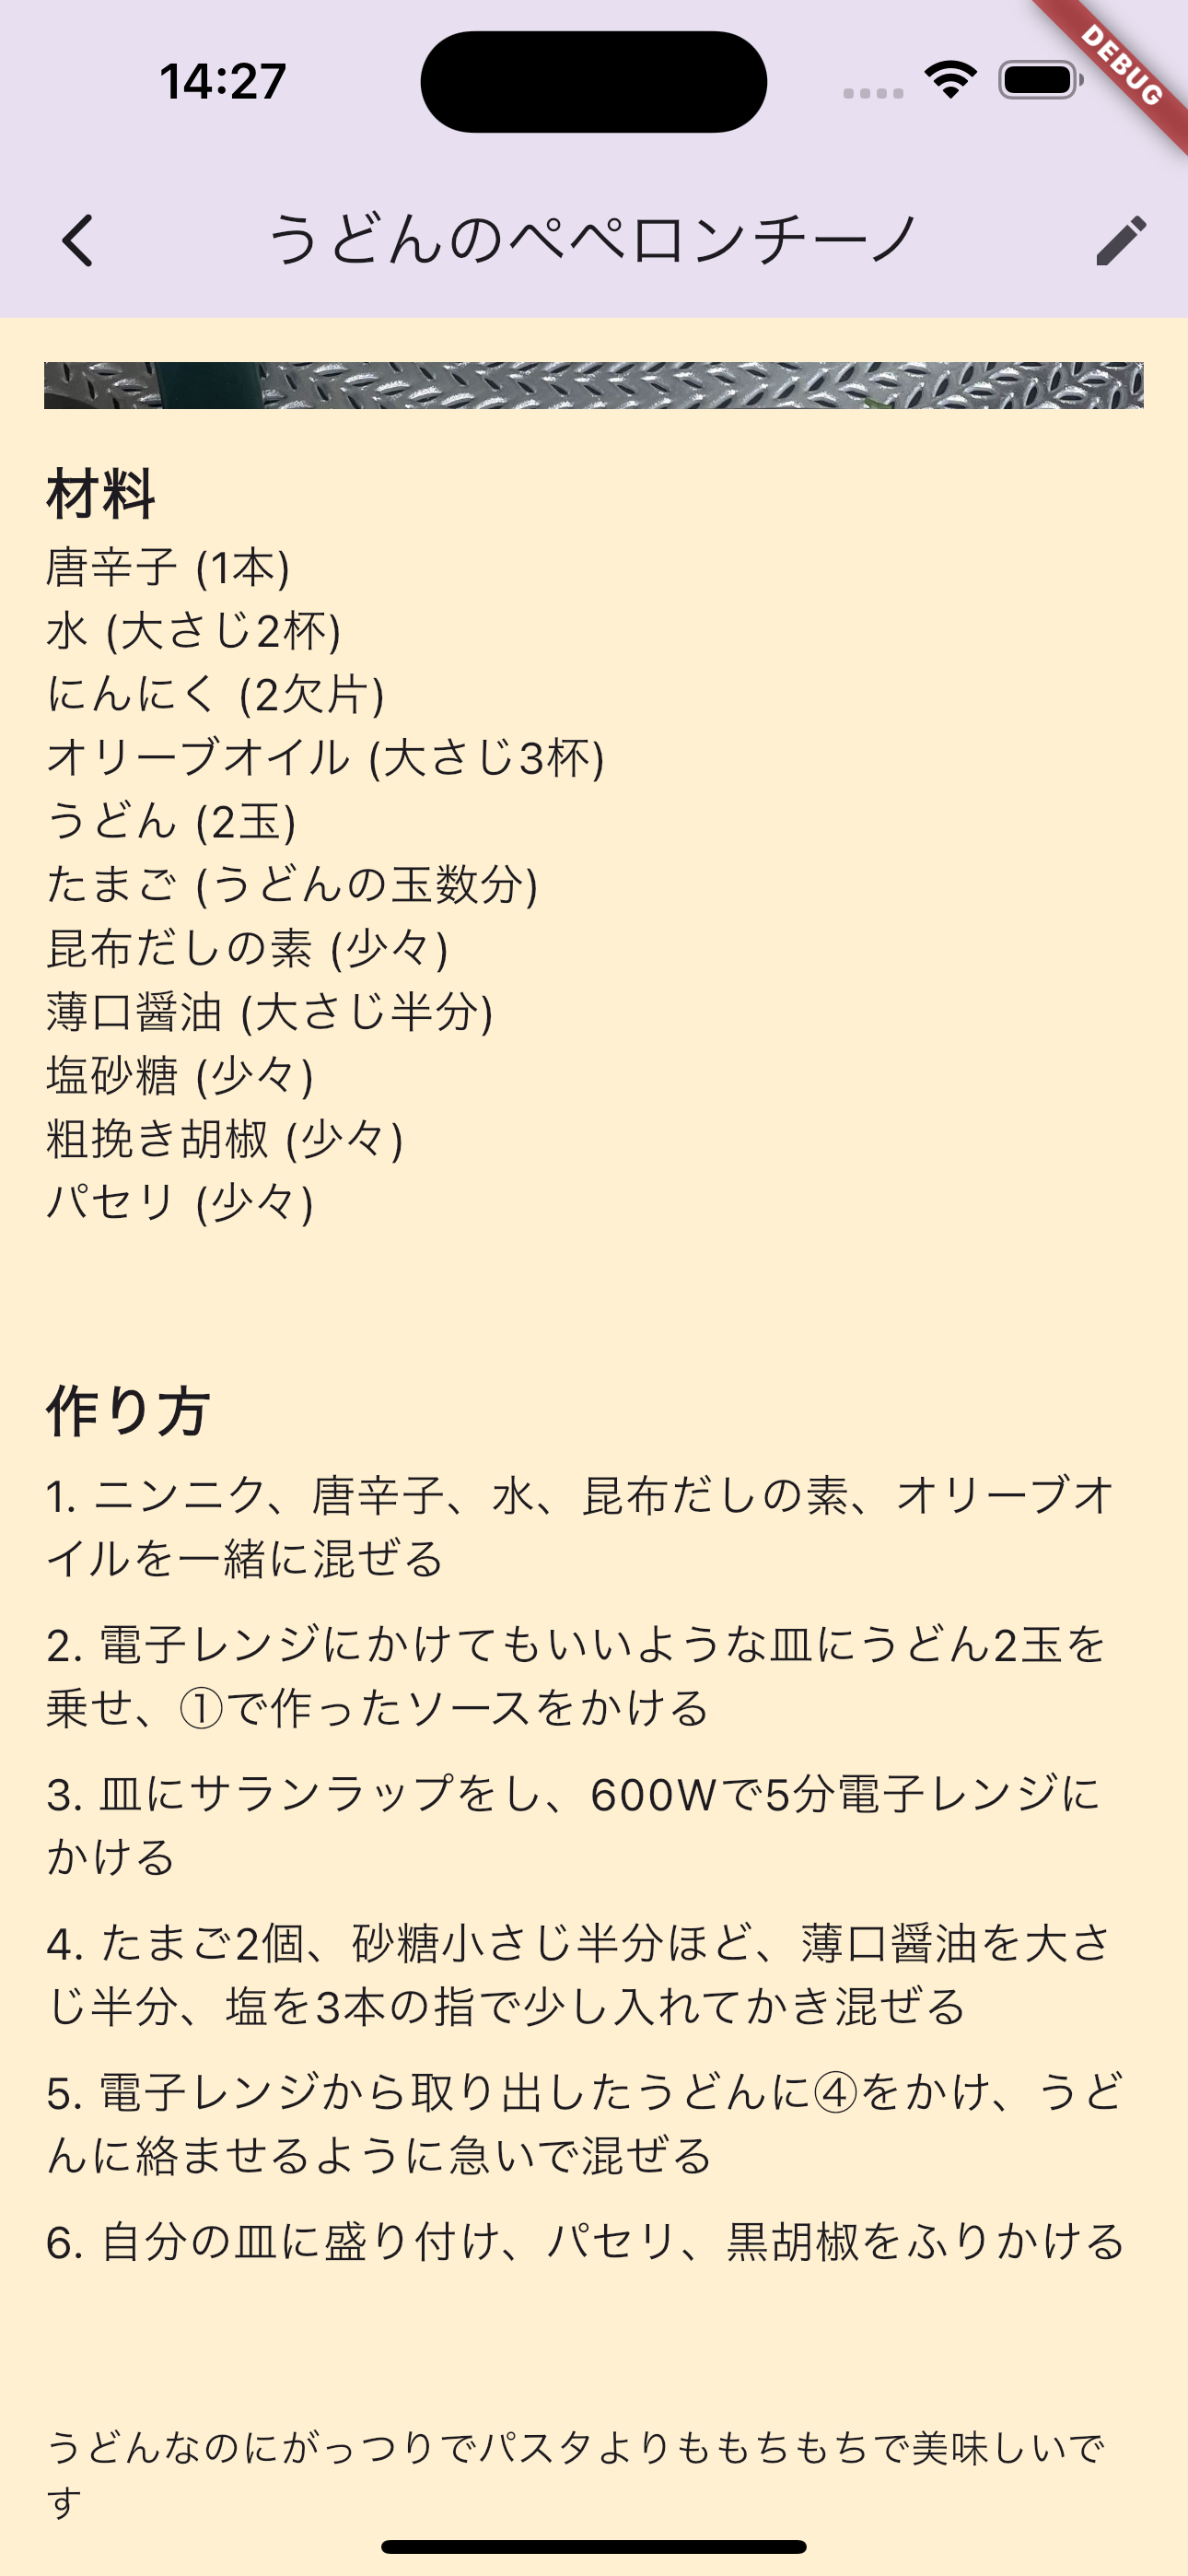 14:27
DEBUG
うどんのペペロンチーノ
材料
唐辛子 (1本)
水 (大さじ2杯)
にんにく (2欠片)
オリーブオイル (大さじ3杯)
うどん (2玉)
たまご (うどんの玉数分)
昆布だしの素 (少々)
薄口醤油 (大さじ半分)
塩砂糖 (少々)
粗挽き胡椒 (少々)
パセリ (少々)
作り方
1. ニンニク、唐辛子、水、昆布だしの素、オリーブオ
イルを一緒に混ぜる
2. 電子レンジにかけてもいいような皿にうどん2玉を
乗せ、①で作ったソースをかける
3. 皿にサランラップをし、600Wで5分電子レンジに
かける
4. たまご2個、砂糖小さじ半分ほど、薄口醤油を大さ
じ半分、塩を3本の指で少し入れてかき混ぜる
5. 電子レンジから取り出したうどんに④をかけ、うど
んに絡ませるように急いで混ぜる
6. 自分の皿に盛り付け、パセリ、黒胡椒をふりかける
うどんなのにがっつりでパスタよりももちもちで美味しいで
す